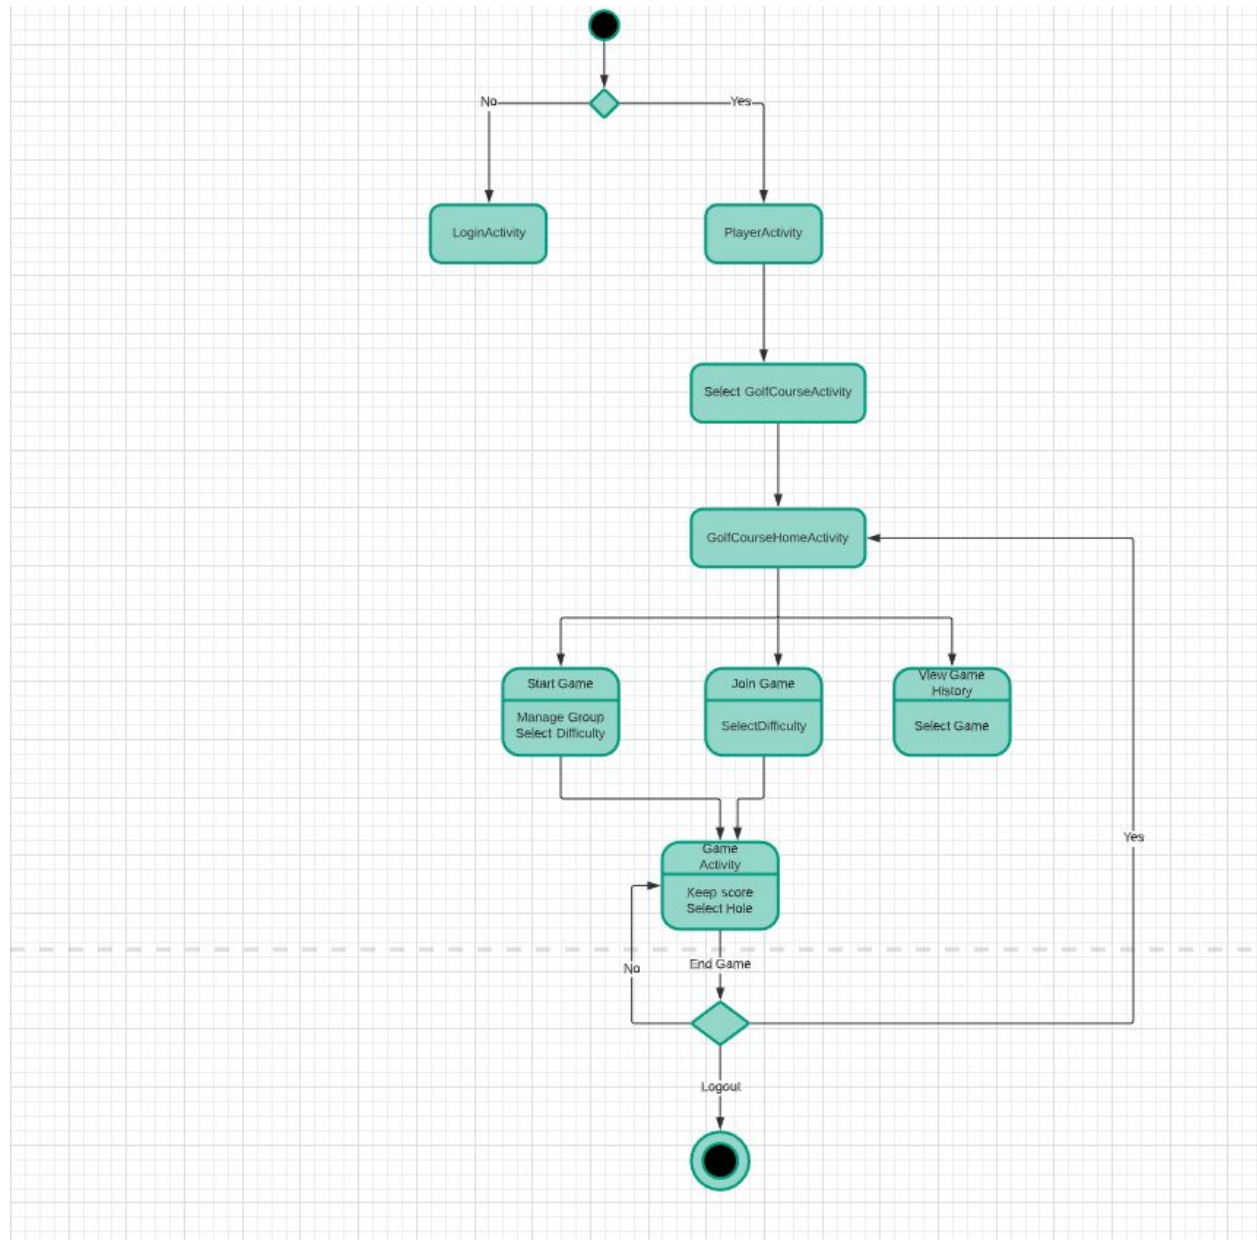 No
Yes
LoginActivity
PlayerActivity
Select GolfCourseActivity
GolfCourseHomeActivity
Start Game
Manage Group
Select Difficulty
Join Game
SelectDifficulty
View Game
History
Select Game
Game
Activity
Keep score
Select Hole
Yes
No
End Game
Logout